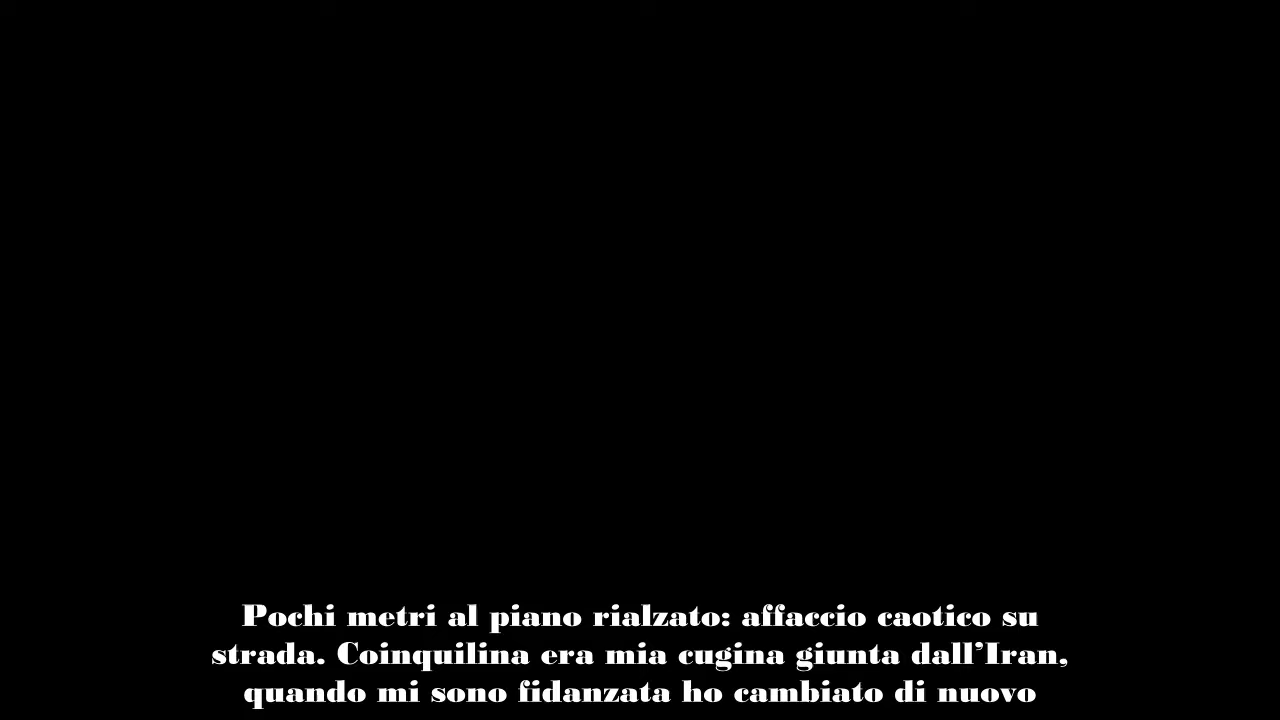 Pochi metri al piano rialzato: affaccio caotico su
strada. Coinquilina era mia cugina giunta dall’Iran,
quando mi sono fidanzata ho cambiato di nuovo